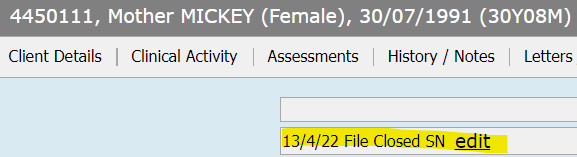 4450111, Mother MICKEY (Female), 30/07/1991 (30Y08M)
Client Details | Clinical Activity | Assessments | History / Notes | Letters
13/4/22 File Closed SN edit